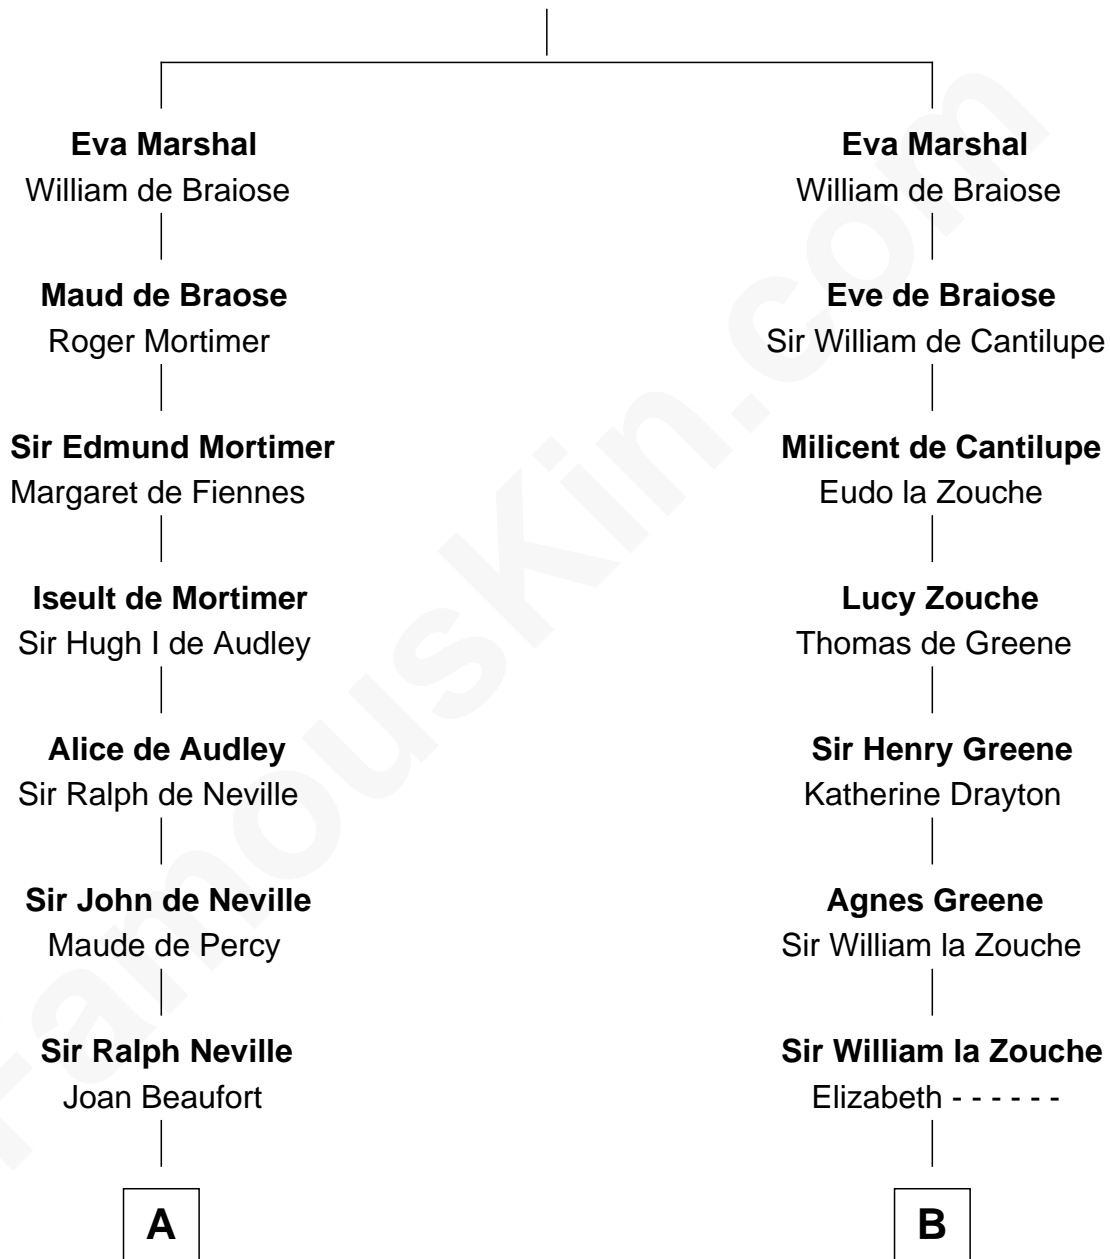 Eva Marshal
William de Braiose
Maud de Braose
Roger Mortimer
Sir Edmund Mortimer
Margaret de Fiennes
Iseult de Mortimer
Sir Hugh I de Audley
Alice de Audley
Sir Ralph de Neville
Sir John de Neville
Maude de Percy
Sir Ralph Neville
Joan Beaufort
A
Eva Marshal
William de Braiose
Eve de Braiose
Sir William de Cantilupe
Milicent de Cantilupe
Eudo la Zouche
Lucy Zouche
Thomas de Greene
Sir Henry Greene
Katherine Drayton
Agnes Greene
Sir William la Zouche
Sir William la Zouche
Elizabeth - - - - - -
B
FamousKin.com